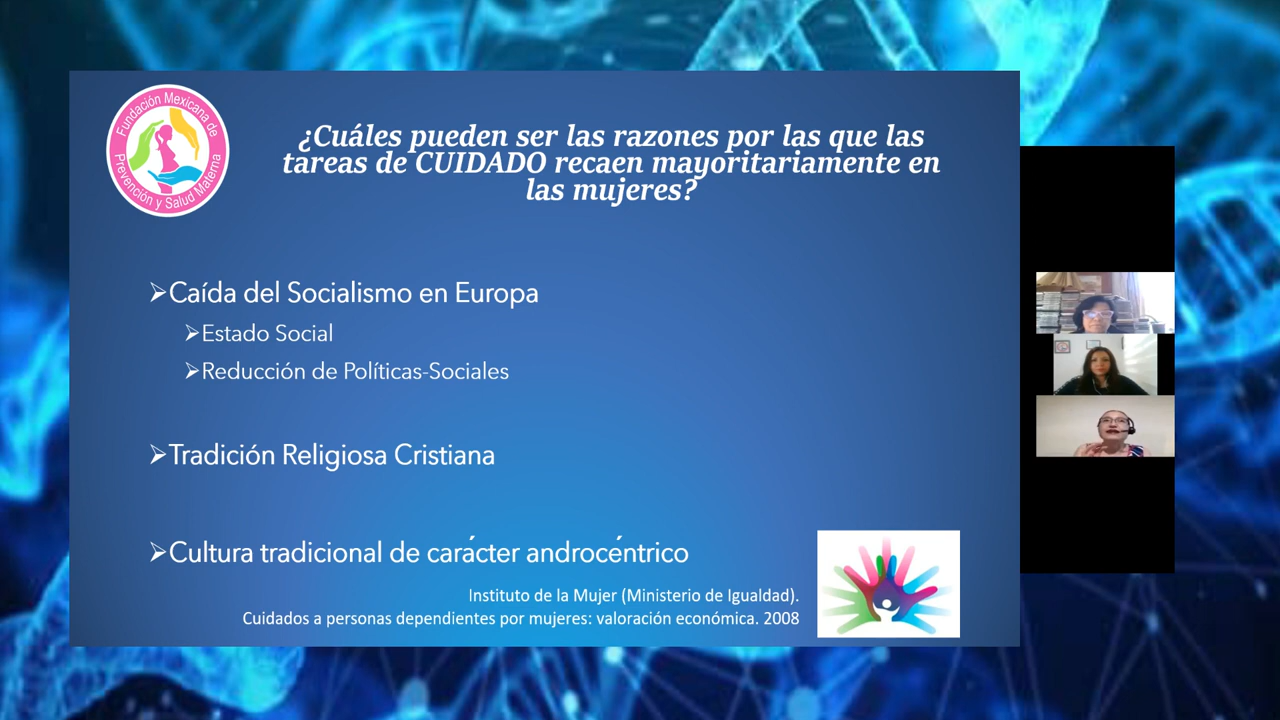 Fundación Mexicana de
Prevención y Salud Materna
¿Cuáles pueden ser las razones por las que las
tareas de CUIDADO recaen mayoritariamente en
las mujeres?
➢Caída del Socialismo en Europa
➢Estado Social
➢Reducción de Políticas-Sociales
➢Tradición Religiosa Cristiana
➢Cultura tradicional de carácter androcéntrico
Instituto de la Mujer (Ministerio de Igualdad).
Cuidados a personas dependientes por mujeres: valoración económica. 2008